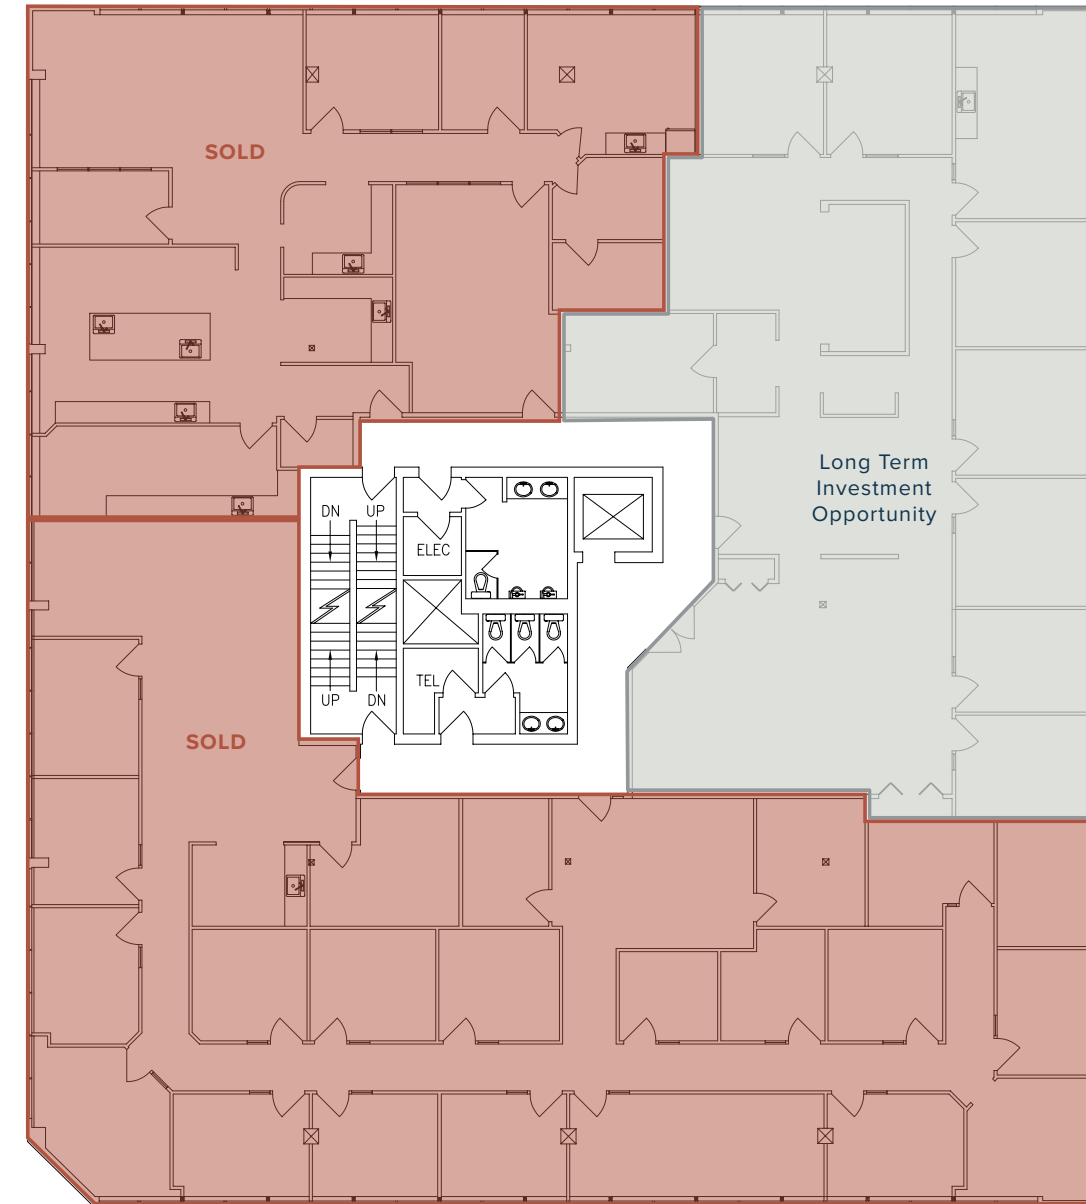 SOLD
Long Term
Investment
Opportunity
DN UP
ELEC
TEL
UP DN
SOLD